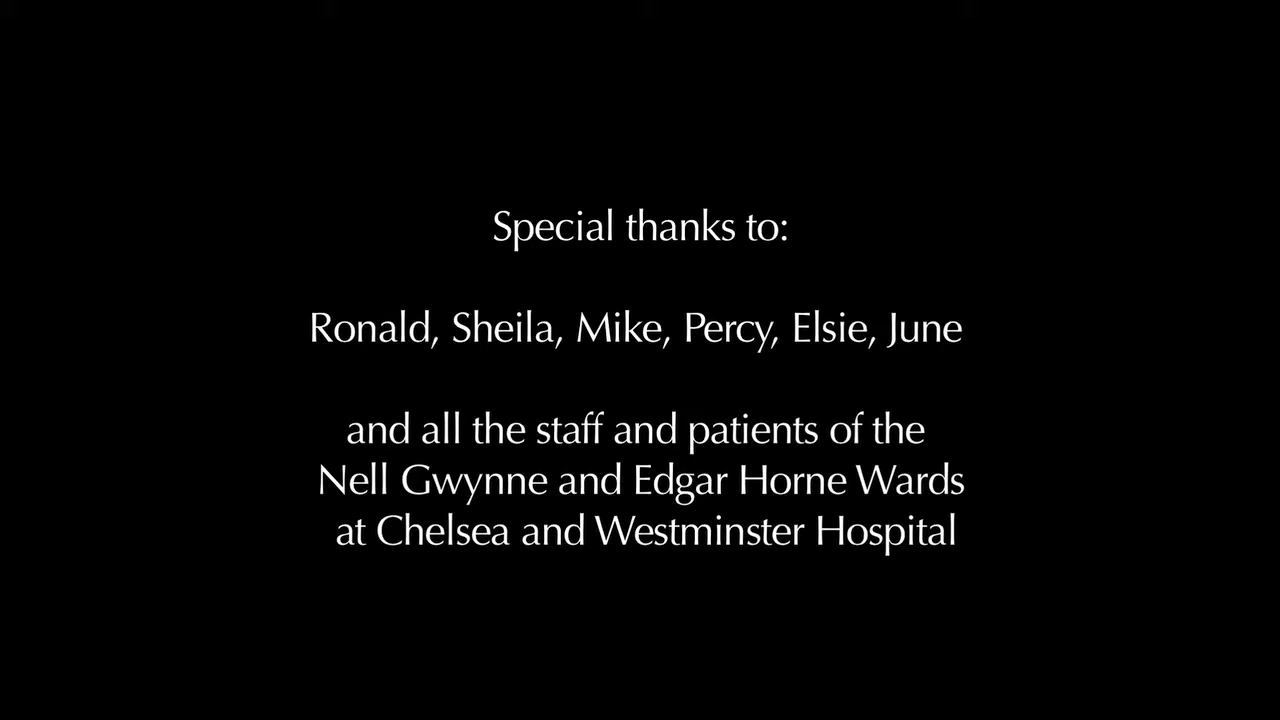 Special thanks to:
Ronald, Sheila, Mike, Percy, Elsie, June
and all the staff and patients of the
Nell Gwynne and Edgar Horne Wards
at Chelsea and Westminster Hospital